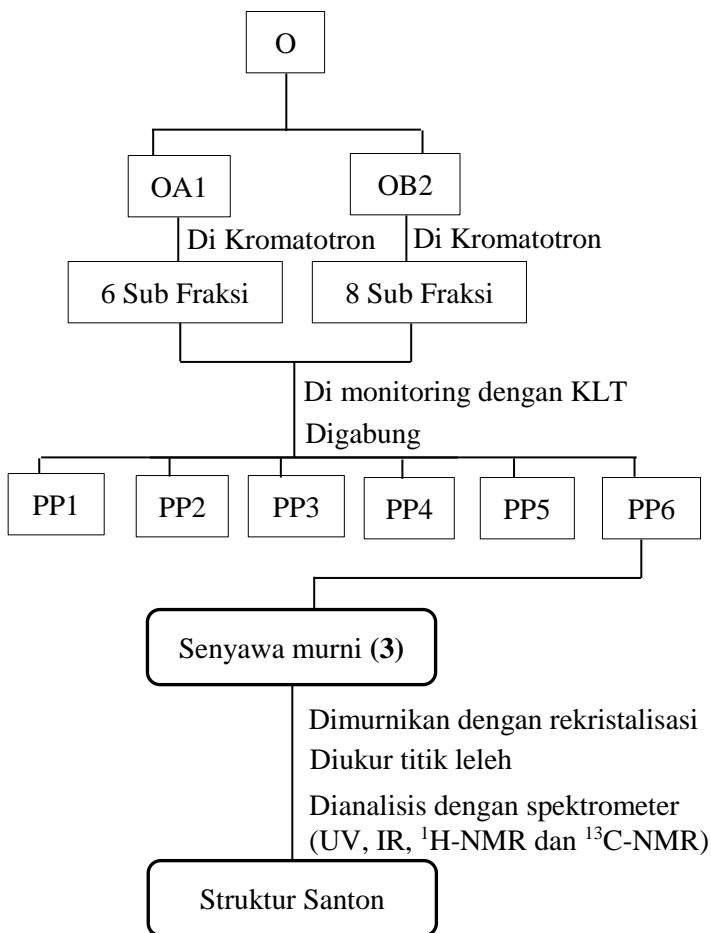 O
OA1
OB2
Di Kromatotron
Di Kromatotron
6 Sub Fraksi
8 Sub Fraksi
Di monitoring dengan KLT
Digabung
PP1
PP2
PP3
PP4
PP5
PP6
Senyawa murni (3)
Dimurnikan dengan rekristalisasi
Diukur titik leleh
Dianalisis dengan spektrometer
(UV, IR, ¹H-NMR dan ¹³C-NMR)
Struktur Santon